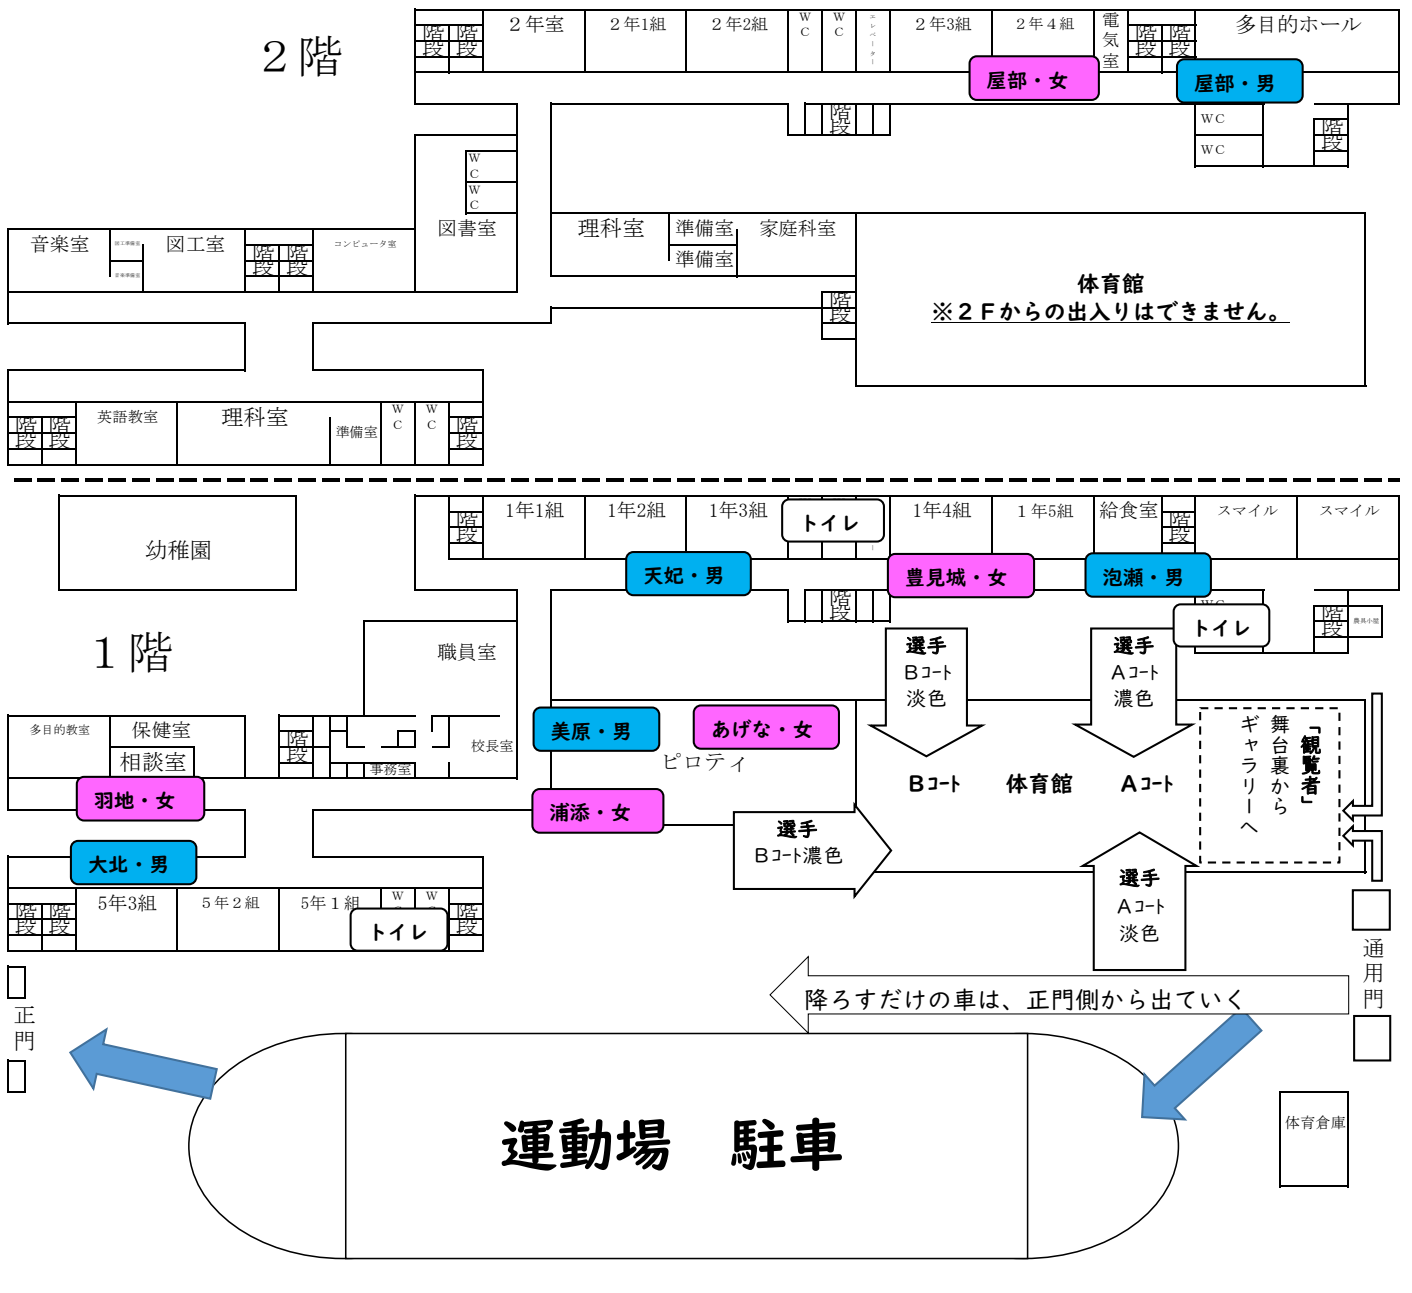 ２階
階段
階段
２年室
２年1組
２年2組
WC
WC
エレベーター
２年3組
２年４組
電気室
階段
階段
多目的ホール
屋部・女
屋部・男
階段
WC
WC
階段
WC
WC
図書室
理科室
準備室
準備室
家庭科室
音楽室
図工室
階段
階段
コンピュータ室
体育館
※２Ｆからの出入りはできません。
階段
階段
階段
英語教室
理科室
準備室
WC
WC
階段
幼稚園
階段
1年1組
1年2組
1年3組
トイレ
1年4組
１年5組
給食室
階段
スマイル
スマイル
天妃・男
豊見城・女
泡瀬・男
階段
トイレ
階段
農具小屋
１階
職員室
選手
Ｂｺｰﾄ
淡色
選手
Ａｺｰﾄ
濃色
多目的教室
保健室
相談室
階段
事務室
校長室
美原・男
あげな・女
ピロティ
Ｂｺｰﾄ
体育館
Ａｺｰﾄ
「観覧者」
舞台裏から
ギャラリーへ
羽地・女
浦添・女
選手
Ｂｺｰﾄ濃色
大北・男
選手
Ａｺｰﾄ
淡色
階段
階段
5年3組
５年２組
5年１組
W
W
トイレ
階段
通用門
正門
降ろすだけの車は、正門側から出ていく
運動場　駐車
体育倉庫